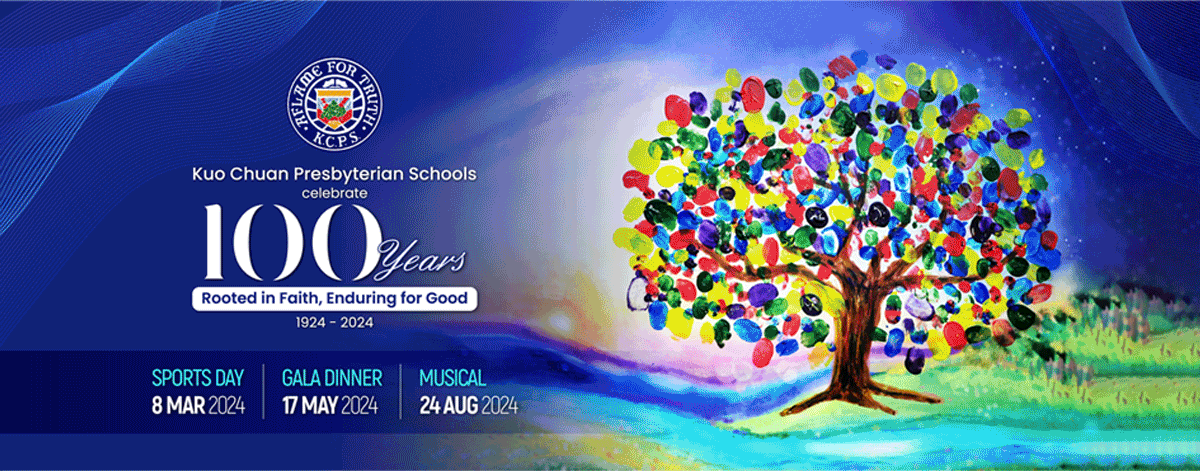 AFLAME FOR TRUTH
K.C.P.S
Kuo Chuan Presbyterian Schools
celebrate
100 Years
Rooted in Faith, Enduring for Good
1924 - 2024
SPORTS DAY
8 MAR 2024
GALA DINNER
17 MAY 2024
MUSICAL
24 AUG 2024